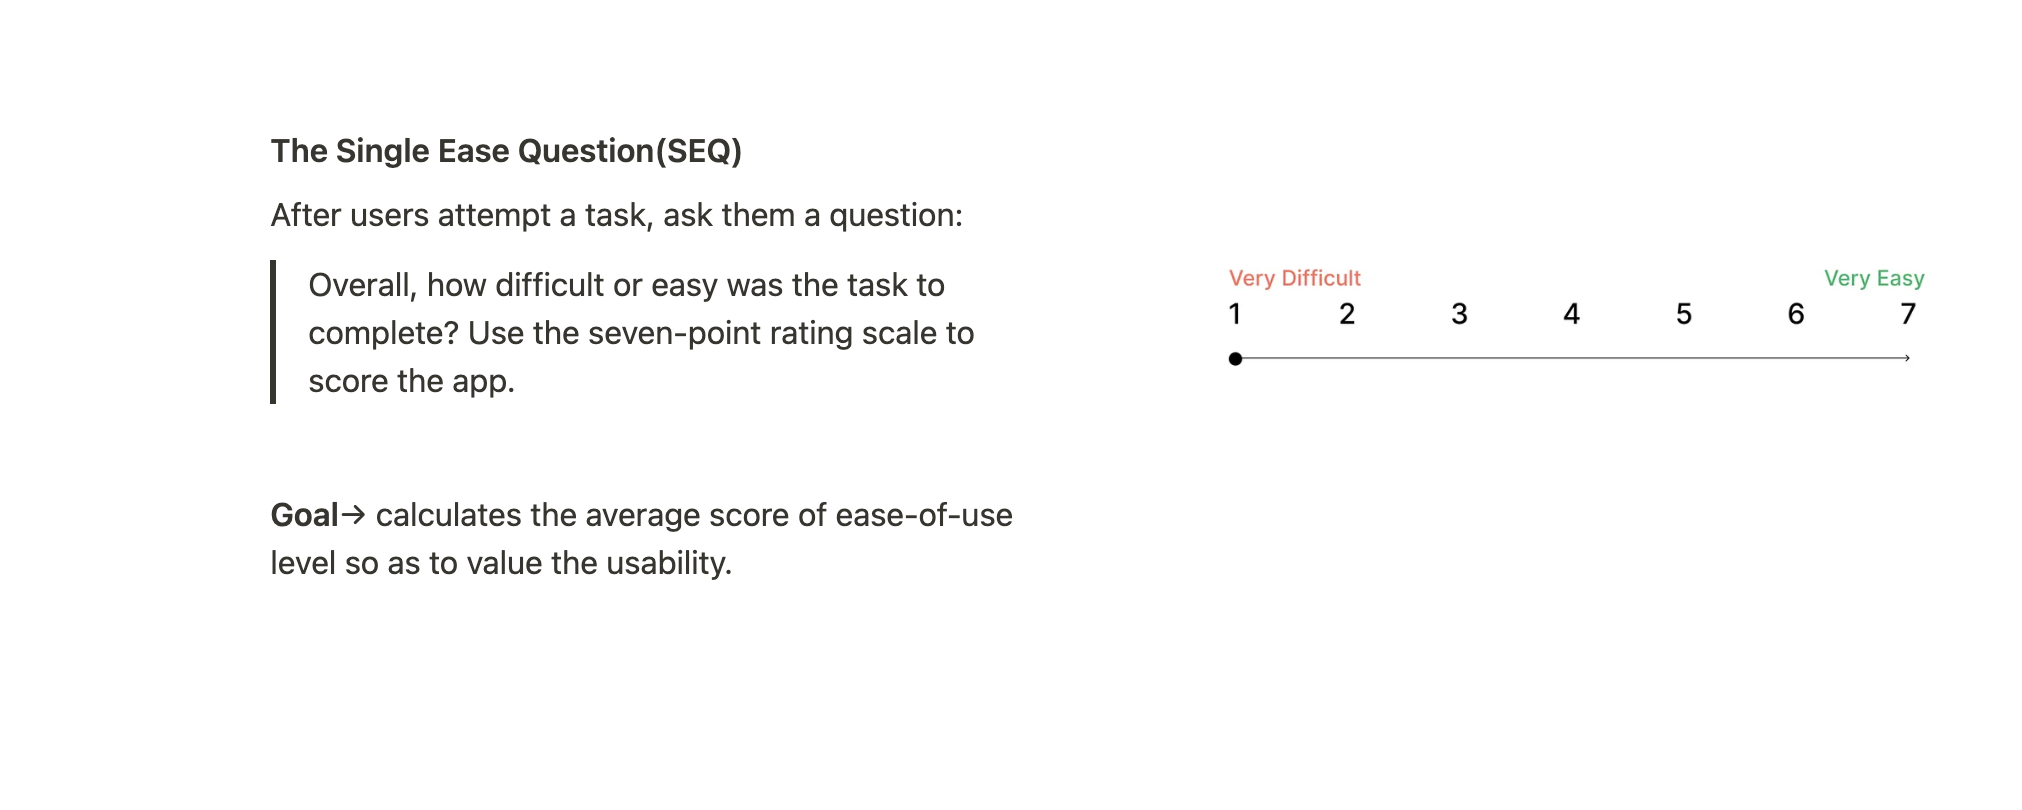 The Single Ease Question(SEQ)
After users attempt a task, ask them a question:
Overall, how difficult or easy was the task to
complete? Use the seven-point rating scale to
score the app.
Goal→ calculates the average score of ease-of-use
level so as to value the usability.
Very Difficult Very Easy
1 2 3 4 5 6 7